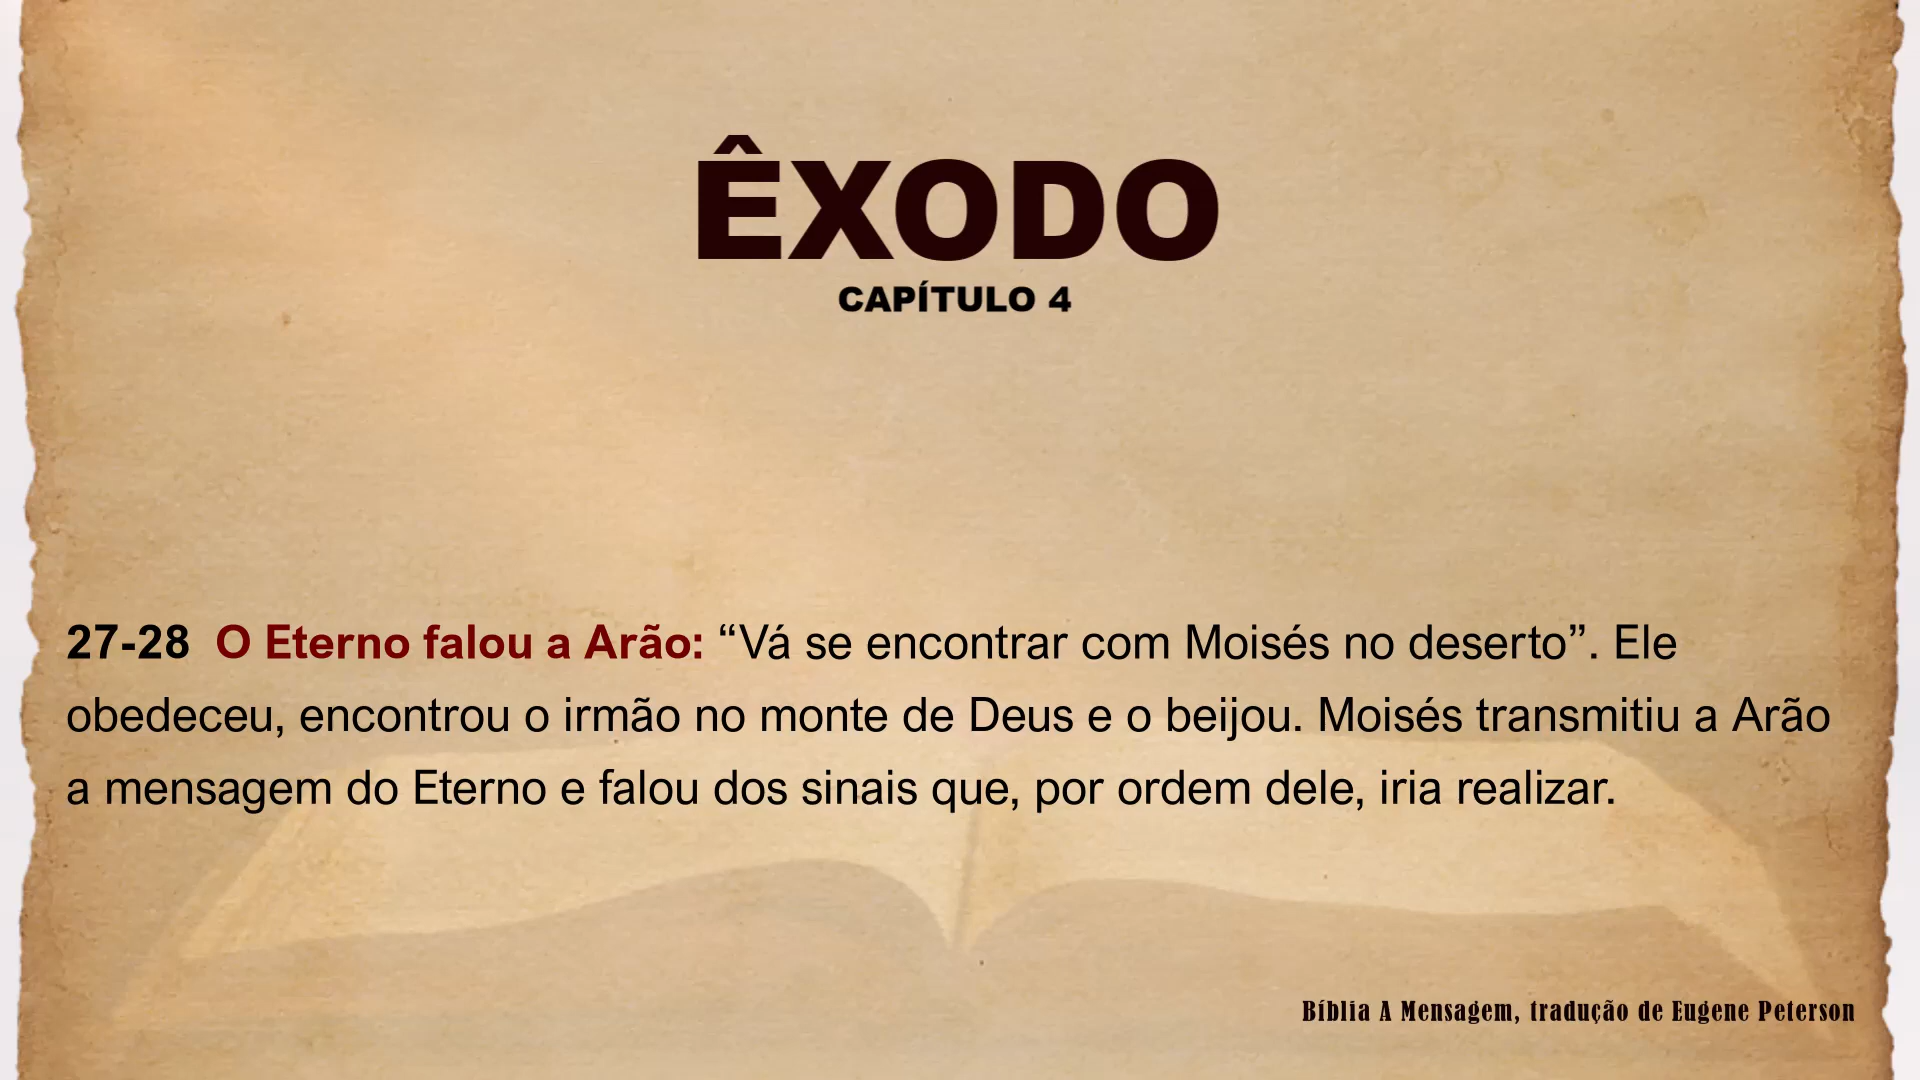 ÊXODO
CAPÍTULO 4
27-28 O Eterno falou a Arão: “Vá se encontrar com Moisés no deserto”. Ele
obedeceu, encontrou o irmão no monte de Deus e o beijou. Moisés transmitiu a Arão
a mensagem do Eterno e falou dos sinais que, por ordem dele, iria realizar.
Bíblia A Mensagem, tradução de Eugene Peterson